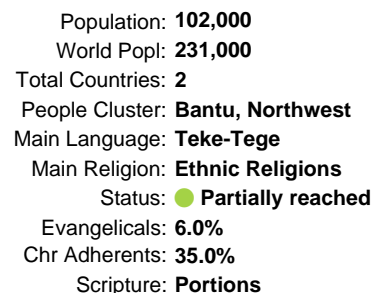 Population: 102,000
World Popl: 231,000
Total Countries: 2
People Cluster: Bantu, Northwest
Main Language: Teke-Tege
Main Religion: Ethnic Religions
Status: Partially reached
Evangelicals: 6.0%
Chr Adherents: 35.0%
Scripture: Portions